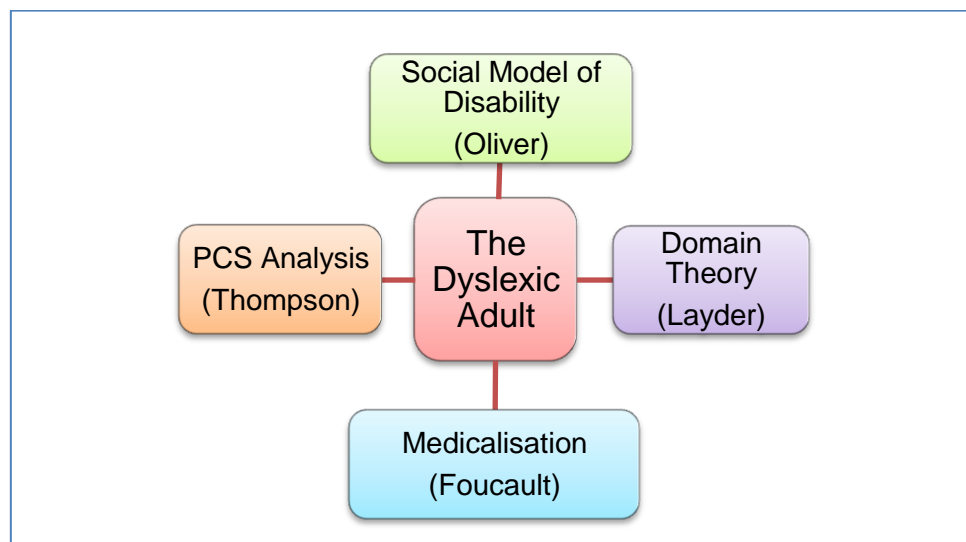 Social Model of
Disability
(Oliver)
PCS Analysis
(Thompson)
The
Dyslexic
Adult
Domain
Theory
(Layder)
Medicalisation
(Foucault)